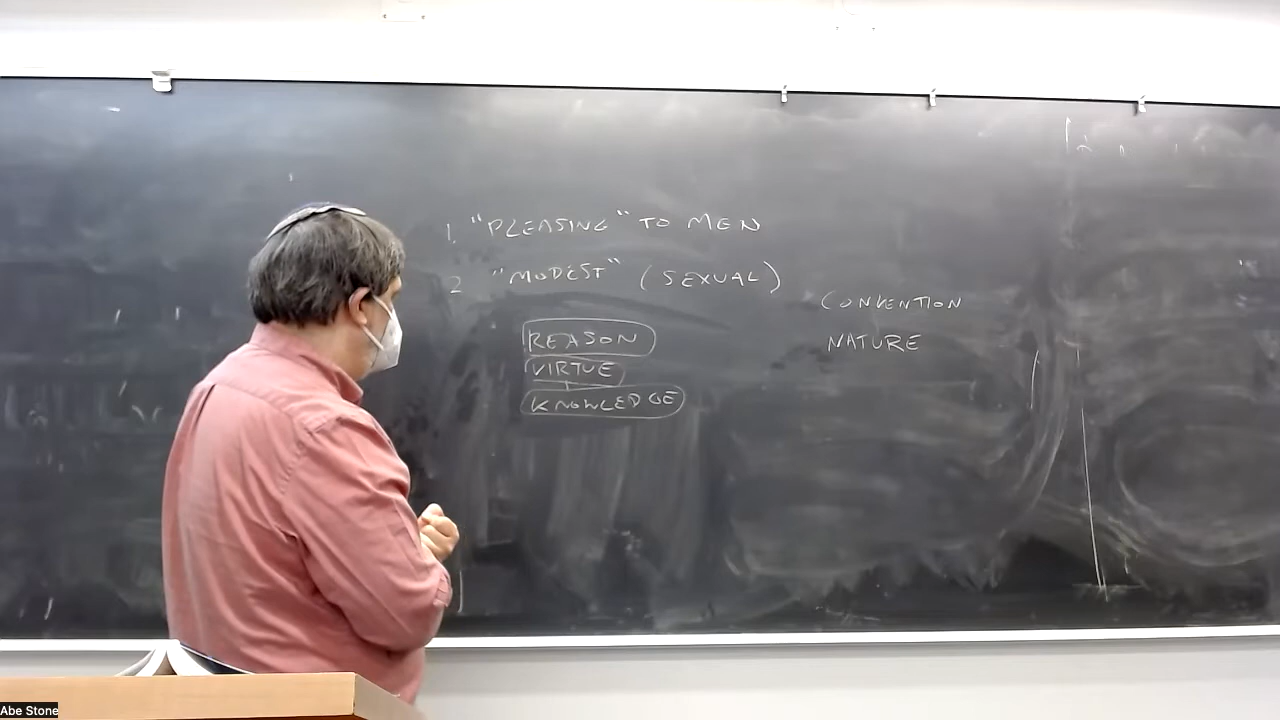 1. "PLEASING" TO MEN
2 "MODEST" (SEXUAL)
REASON
VIRTUE
KNOWLEDGE
CONVENTION
NATURE
Abe Stone